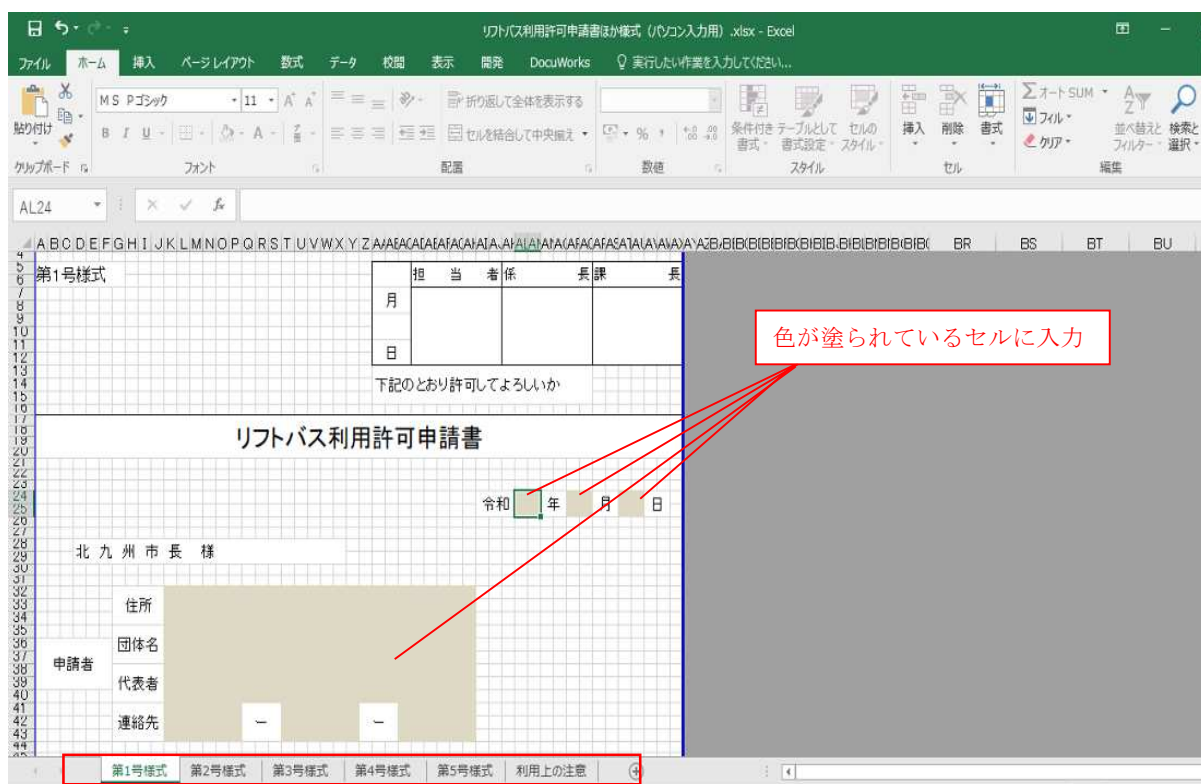 リフトバス利用許可申請書ほか様式（パソコン入力用）.xlsx - Excel
ファイル ホーム 挿入 ページ レイアウト 数式 データ 校閲 表示 開発 DocuWorks 実行したい作業を入力してください...
ＭＳ Ｐゴシック 11 折り返して全体を表示する オート SUM
貼り付け B I U A セルを結合して中央揃え % 条件付き書式 テーブルとして書式設定 セルのスタイル 挿入 削除 書式 フィル クリア 並べ替えと フィルター 検索と 選択
クリップボード フォント 配置 数値 スタイル セル 編集
AL24 fx
A B C D E F G H I J K L M N O P Q R S T U V W X Y Z BR BS BT BU
第1号様式 担当者 係長 課長
月
日
下記のとおり許可してよろしいか
色が塗られているセルに入力
リフトバス利用許可申請書
令和 年 月 日
北九州市長 様
申請者
住所
団体名
代表者
連絡先 ー ー
第1号様式 第2号様式 第3号様式 第4号様式 第5号様式 利用上の注意